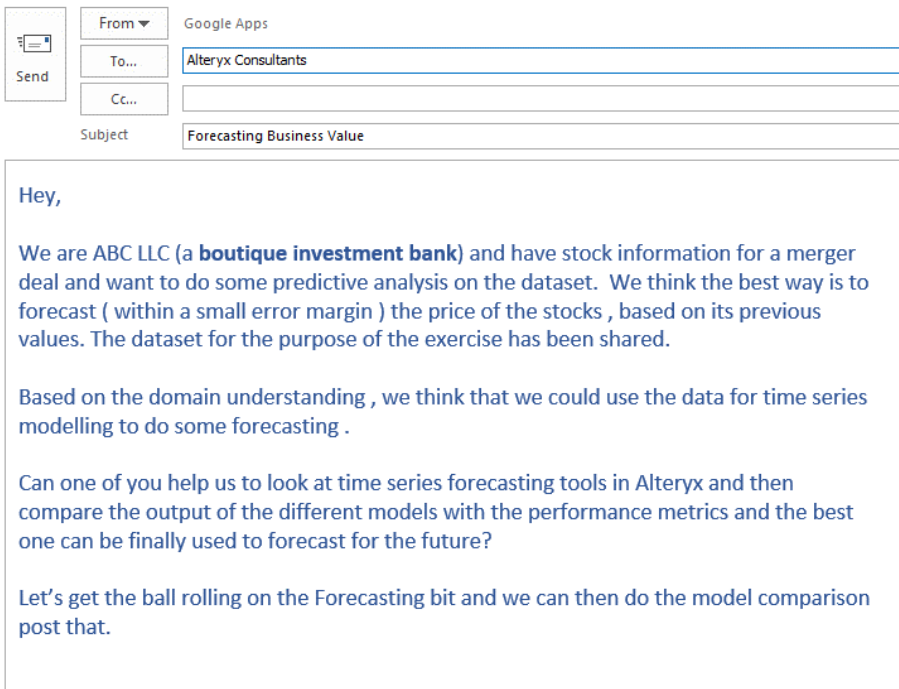 From
Google Apps
Send
To...
Alteryx Consultants
Cc...
Subject
Forecasting Business Value
Hey,
We are ABC LLC (a boutique investment bank) and have stock information for a merger
deal and want to do some predictive analysis on the dataset.  We think the best way is to
forecast ( within a small error margin ) the price of the stocks , based on its previous
values. The dataset for the purpose of the exercise has been shared.
Based on the domain understanding , we think that we could use the data for time series
modelling to do some forecasting .
Can one of you help us to look at time series forecasting tools in Alteryx and then
compare the output of the different models with the performance metrics and the best
one can be finally used to forecast for the future?
Let's get the ball rolling on the Forecasting bit and we can then do the model comparison
post that.